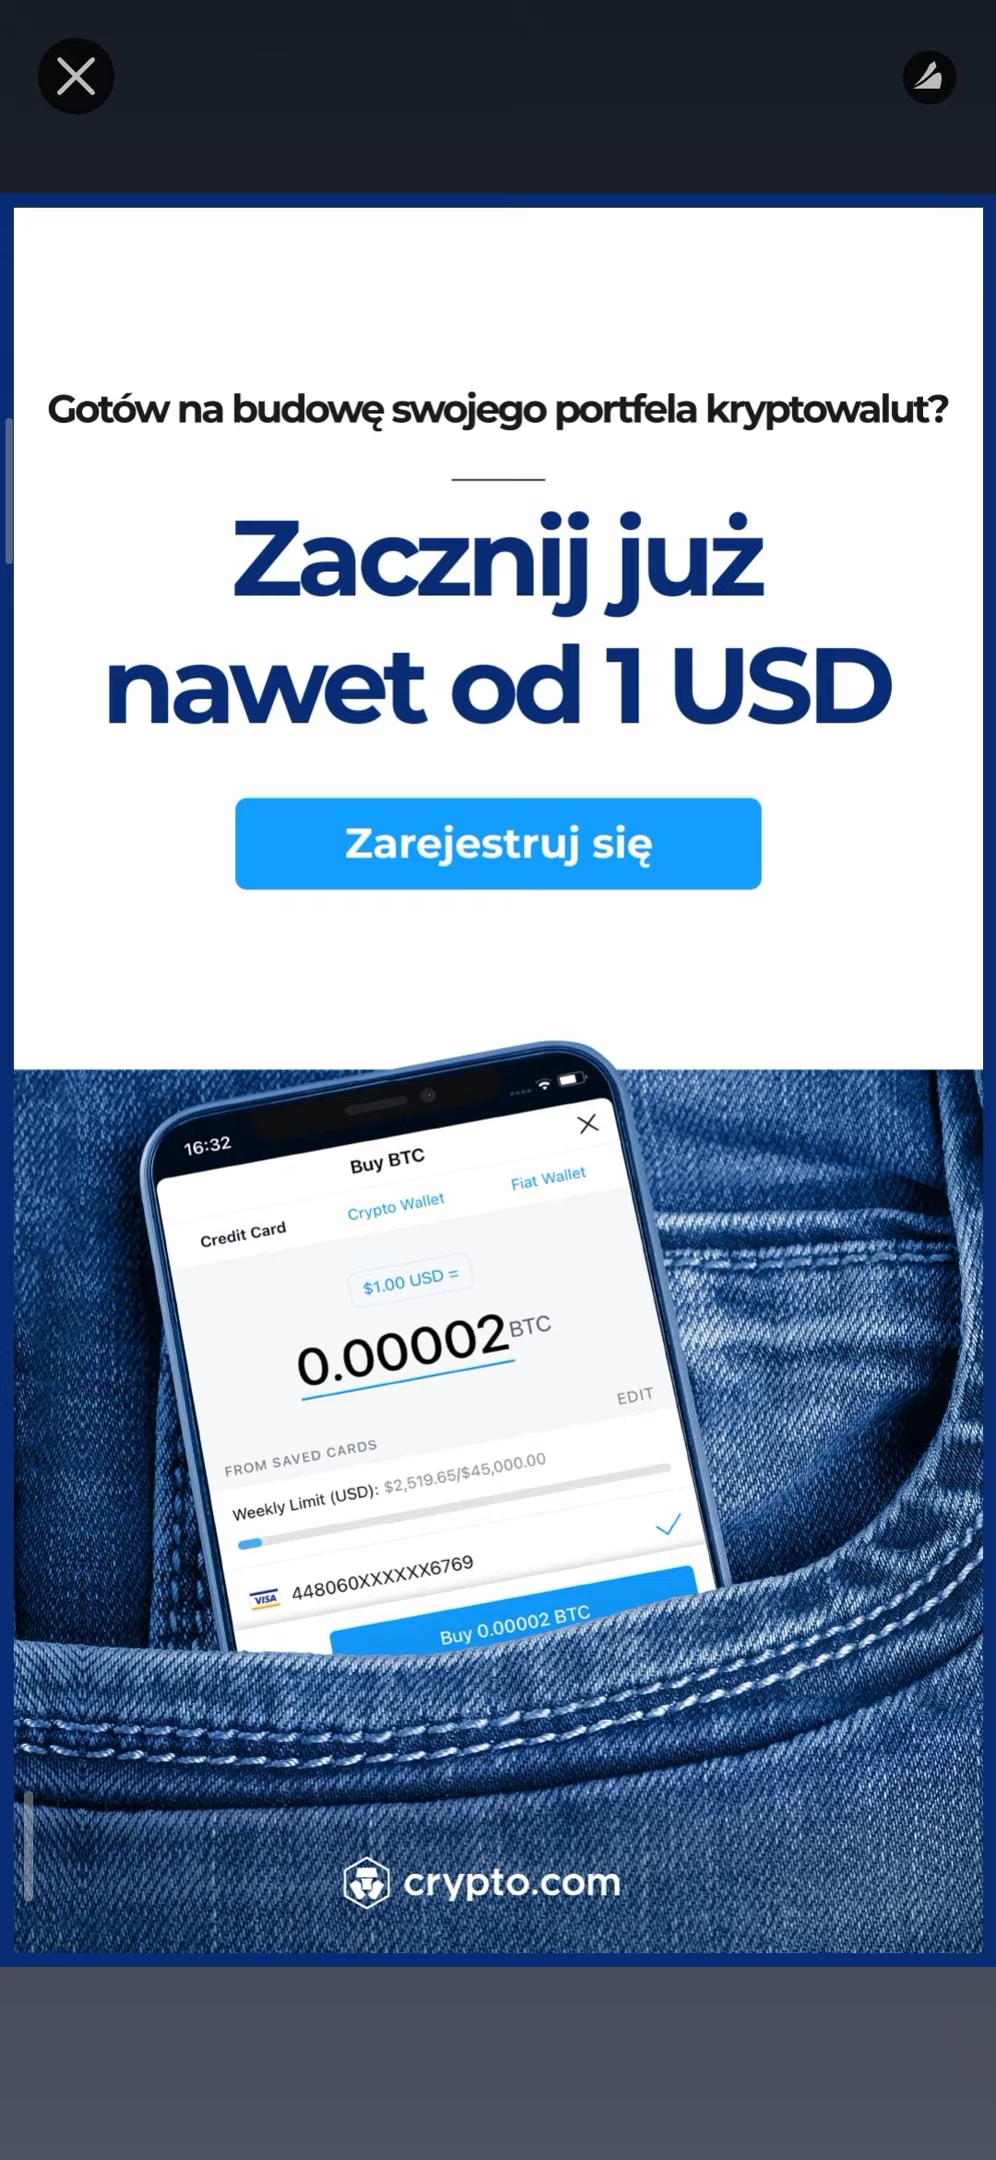 Gotów na budowę swojego portfela kryptowalut?
Zacznij już
nawet od 1 USD
Zarejestruj się
16:32
Buy BTC
Credit Card Crypto Wallet Fiat Wallet
$1.00 USD =
0.00002 BTC
EDIT
FROM SAVED CARDS
Weekly Limit (USD): $2,519.65/$45,000.00
VISA 448060XXXXXX6769
Buy 0.00002 BTC
crypto.com